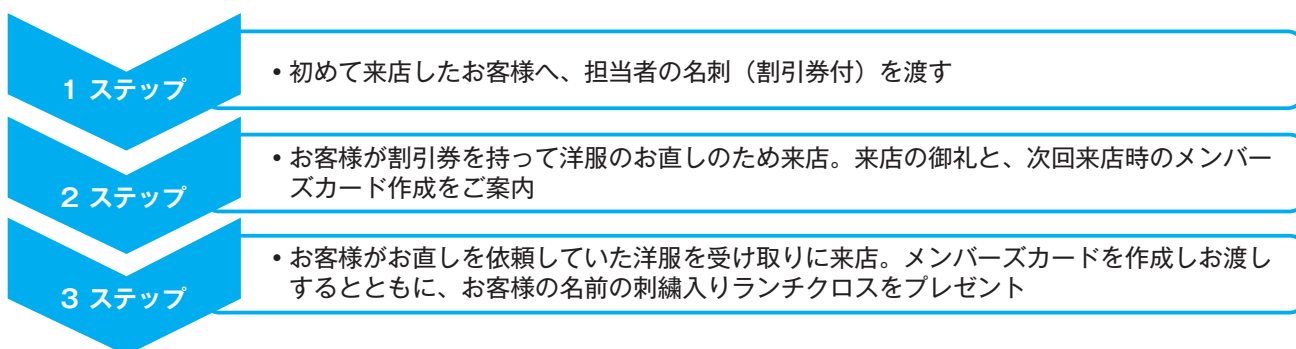 1 ステップ
•初めて来店したお客様へ、担当者の名刺（割引券付）を渡す
2 ステップ
•お客様が割引券を持って洋服のお直しのため来店。来店の御礼と、次回来店時のメンバー
ズカード作成をご案内
3 ステップ
•お客様がお直しを依頼していた洋服を受け取りに来店。メンバーズカードを作成しお渡し
するとともに、お客様の名前の刺繍入りランチクロスをプレゼント